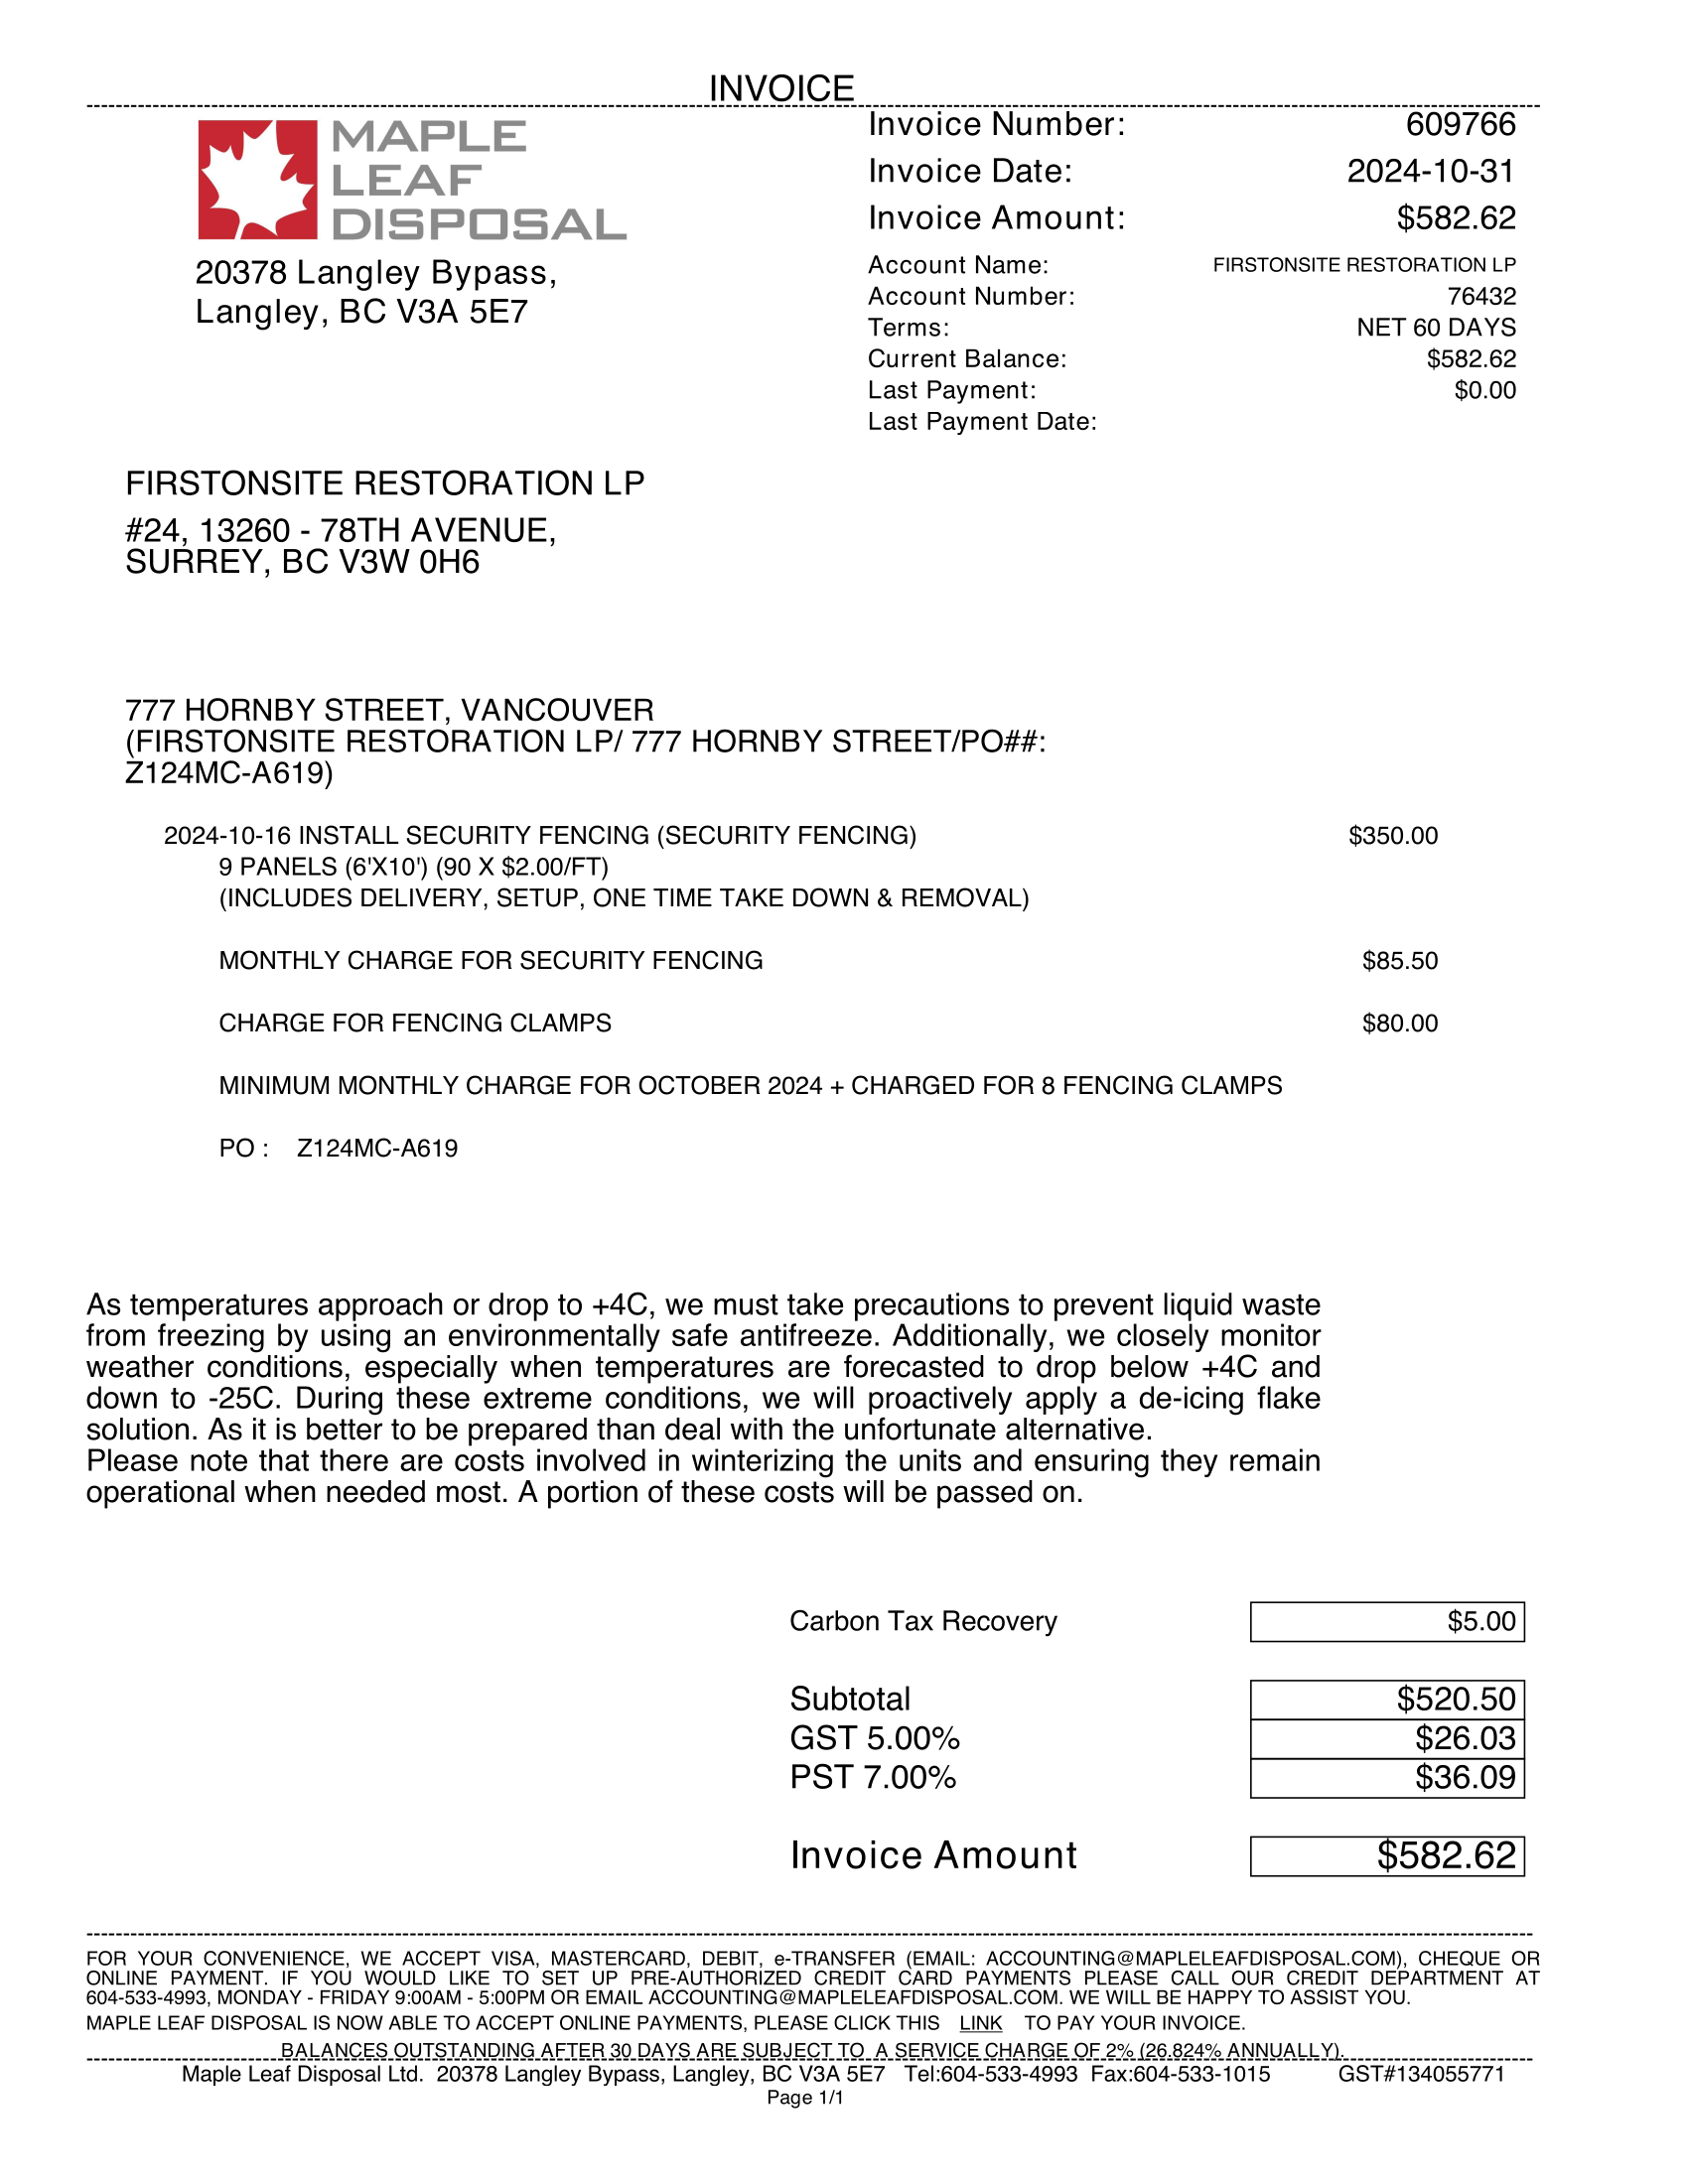 INVOICE
MAPLE
LEAF
DISPOSAL
20378 Langley Bypass,
Langley, BC V3A 5E7
Invoice Number: 609766
Invoice Date: 2024-10-31
Invoice Amount: $582.62
Account Name: FIRSTONSITE RESTORATION LP
Account Number: 76432
Terms: NET 60 DAYS
Current Balance: $582.62
Last Payment: $0.00
Last Payment Date:
FIRSTONSITE RESTORATION LP
#24, 13260 - 78TH AVENUE,
SURREY, BC V3W 0H6
777 HORNBY STREET, VANCOUVER
(FIRSTONSITE RESTORATION LP/ 777 HORNBY STREET/PO##:
Z124MC-A619)
2024-10-16 INSTALL SECURITY FENCING (SECURITY FENCING) $350.00
9 PANELS (6'X10') (90 X $2.00/FT)
(INCLUDES DELIVERY, SETUP, ONE TIME TAKE DOWN & REMOVAL)
MONTHLY CHARGE FOR SECURITY FENCING $85.50
CHARGE FOR FENCING CLAMPS $80.00
MINIMUM MONTHLY CHARGE FOR OCTOBER 2024 + CHARGED FOR 8 FENCING CLAMPS
PO : Z124MC-A619
As temperatures approach or drop to +4C, we must take precautions to prevent liquid waste
from freezing by using an environmentally safe antifreeze. Additionally, we closely monitor
weather conditions, especially when temperatures are forecasted to drop below +4C and
down to -25C. During these extreme conditions, we will proactively apply a de-icing flake
solution. As it is better to be prepared than deal with the unfortunate alternative.
Please note that there are costs involved in winterizing the units and ensuring they remain
operational when needed most. A portion of these costs will be passed on.
Carbon Tax Recovery $5.00
Subtotal $520.50
GST 5.00% $26.03
PST 7.00% $36.09
Invoice Amount $582.62
FOR YOUR CONVENIENCE, WE ACCEPT VISA, MASTERCARD, DEBIT, e-TRANSFER (EMAIL: ACCOUNTING@MAPLELEAFDISPOSAL.COM), CHEQUE OR
ONLINE PAYMENT. IF YOU WOULD LIKE TO SET UP PRE-AUTHORIZED CREDIT CARD PAYMENTS PLEASE CALL OUR CREDIT DEPARTMENT AT
604-533-4993, MONDAY - FRIDAY 9:00AM - 5:00PM OR EMAIL ACCOUNTING@MAPLELEAFDISPOSAL.COM. WE WILL BE HAPPY TO ASSIST YOU.
MAPLE LEAF DISPOSAL IS NOW ABLE TO ACCEPT ONLINE PAYMENTS, PLEASE CLICK THIS LINK TO PAY YOUR INVOICE.
BALANCES OUTSTANDING AFTER 30 DAYS ARE SUBJECT TO A SERVICE CHARGE OF 2% (26.824% ANNUALLY).
Maple Leaf Disposal Ltd. 20378 Langley Bypass, Langley, BC V3A 5E7 Tel:604-533-4993 Fax:604-533-1015 GST#134055771
Page 1/1